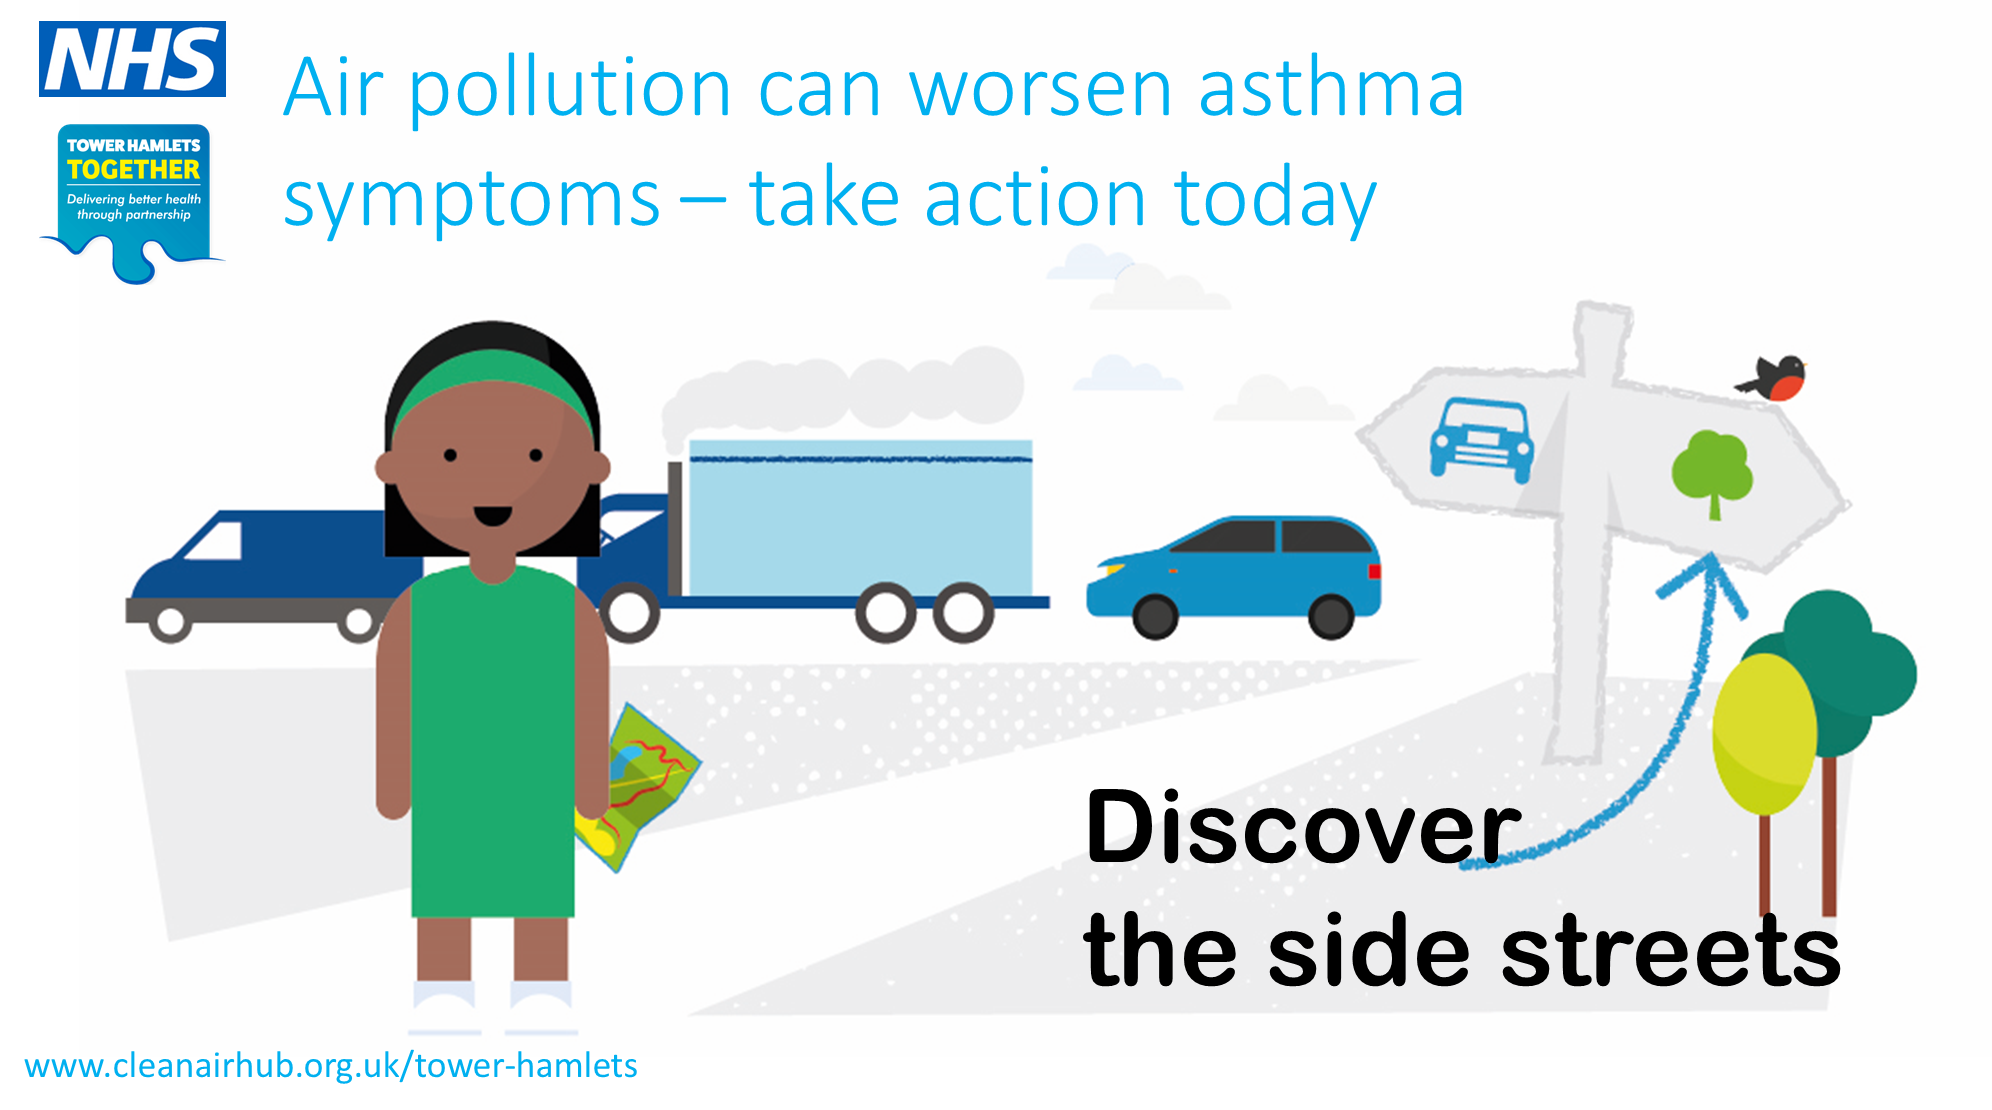 NHS
TOWER HAMLETS
TOGETHER
Delivering better health
through partnership
Air pollution can worsen asthma
symptoms – take action today
Discover
the side streets
www.cleanairhub.org.uk/tower-hamlets